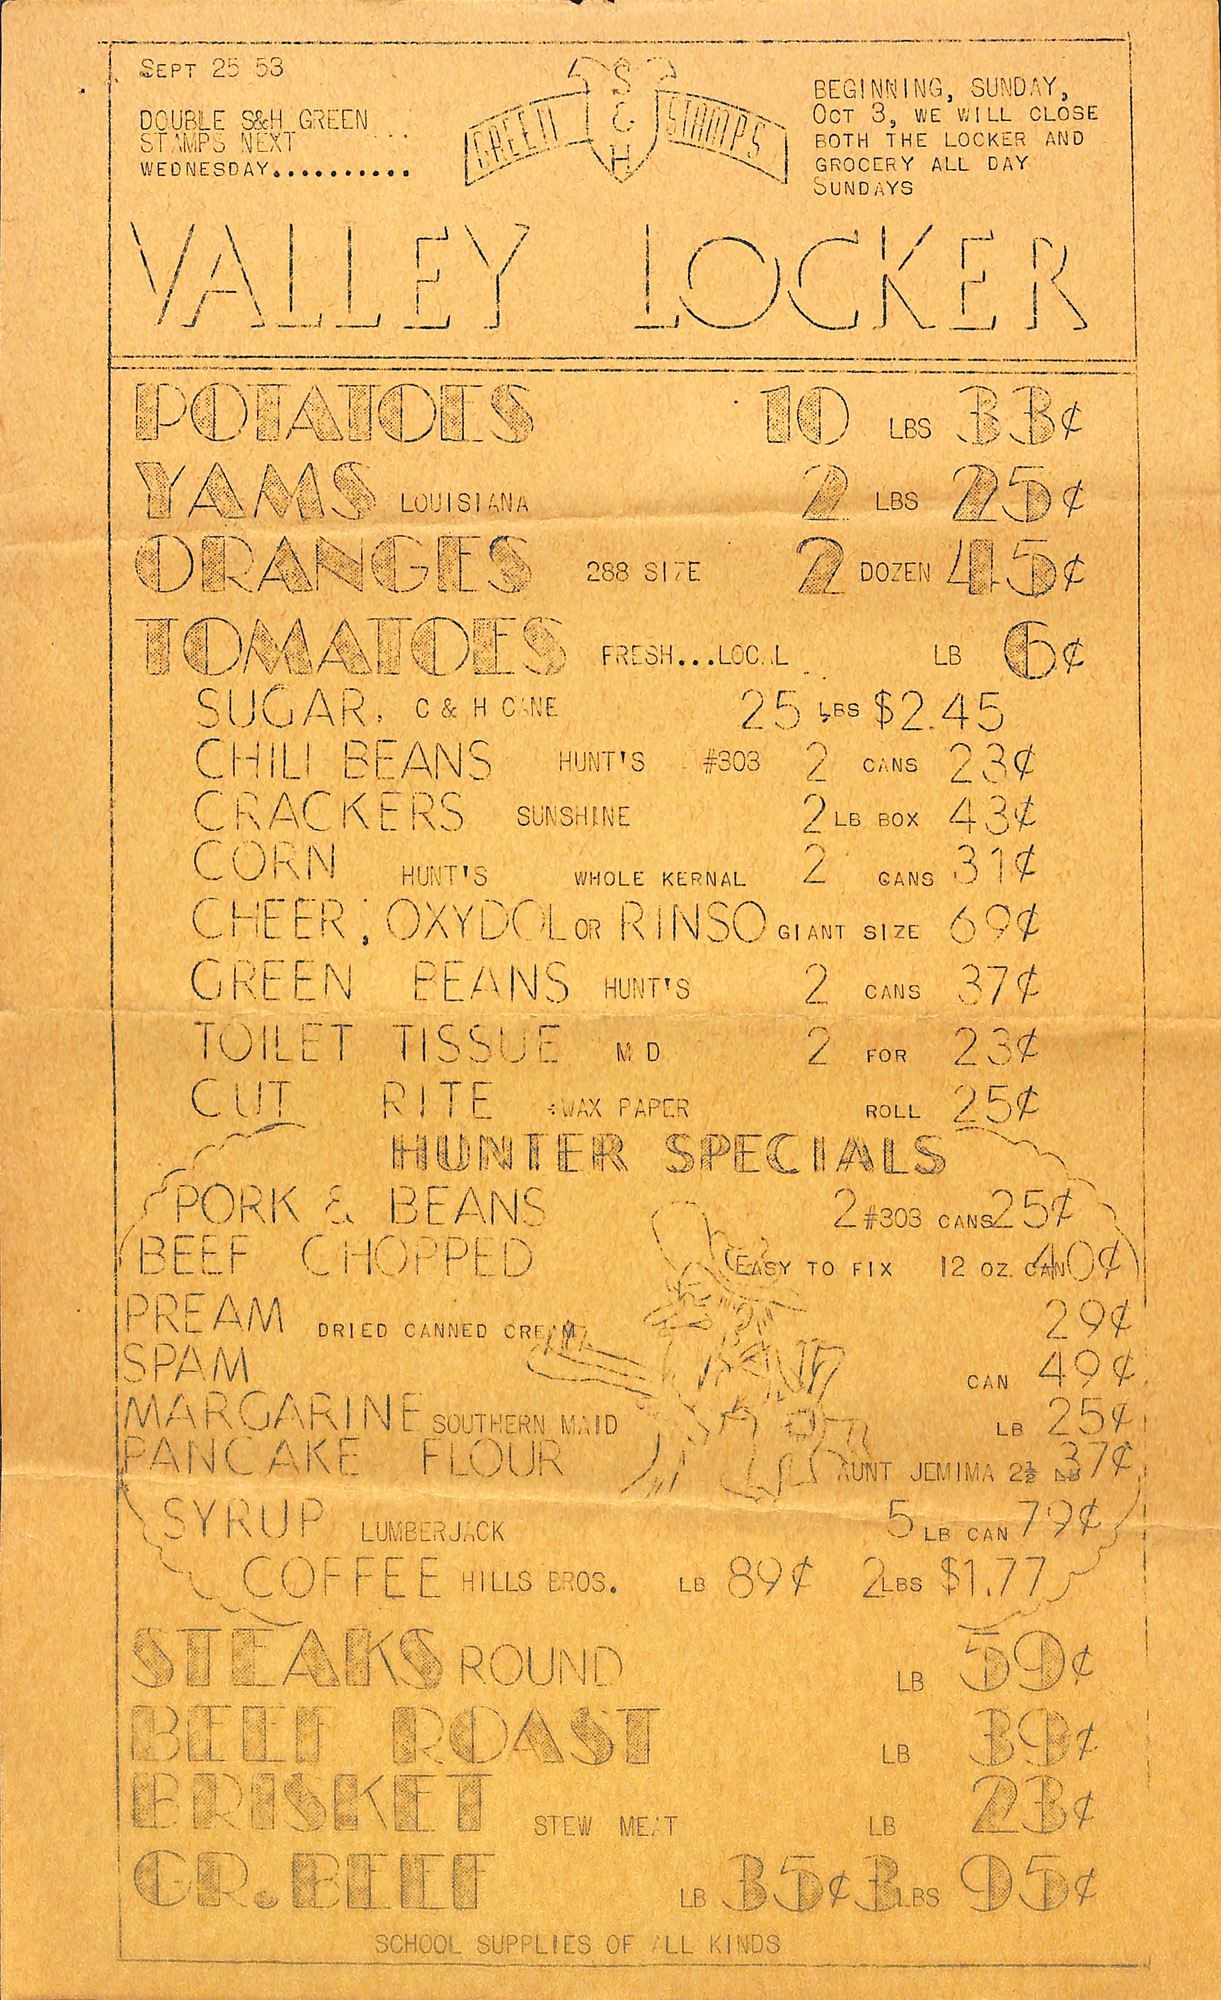 SEPT 25 53
DOUBLE S&H GREEN
STAMPS NEXT ...
WEDNESDAY..........
S
GREEN & STAMPS
H
BEGINNING, SUNDAY,
OCT 3, WE WILL CLOSE
BOTH THE LOCKER AND
GROCERY ALL DAY
SUNDAYS
VALLEY LOCKER
POTATOES 10 LBS 33¢
YAMS LOUISIANA 2 LBS 25¢
ORANGES 288 SIZE 2 DOZEN 45¢
TOMATOES FRESH...LOCAL LB 6¢
SUGAR, C & H CANE 25 LBS $2.45
CHILI BEANS HUNT'S #303 2 CANS 23¢
CRACKERS SUNSHINE 2 LB BOX 43¢
CORN HUNT'S WHOLE KERNAL 2 CANS 31¢
CHEER, OXYDOL OR RINSO GIANT SIZE 69¢
GREEN BEANS HUNT'S 2 CANS 37¢
TOILET TISSUE M D 2 FOR 23¢
CUT RITE WAX PAPER ROLL 25¢
HUNTER SPECIALS
PORK & BEANS 2 #303 CANS 25¢
BEEF CHOPPED EASY TO FIX 12 OZ. CAN 40¢
PREAM DRIED CANNED CREAM 29¢
SPAM CAN 49¢
MARGARINE SOUTHERN MAID LB 25¢
PANCAKE FLOUR AUNT JEMIMA 2½ LB 37¢
SYRUP LUMBERJACK 5 LB CAN 79¢
COFFEE HILLS BROS. LB 89¢ 2 LBS $1.77
STEAKS ROUND LB 59¢
BEEF ROAST LB 39¢
BRISKET STEW MEAT LB 23¢
GR. BEEF LB 35¢ 3 LBS 95¢
SCHOOL SUPPLIES OF ALL KINDS